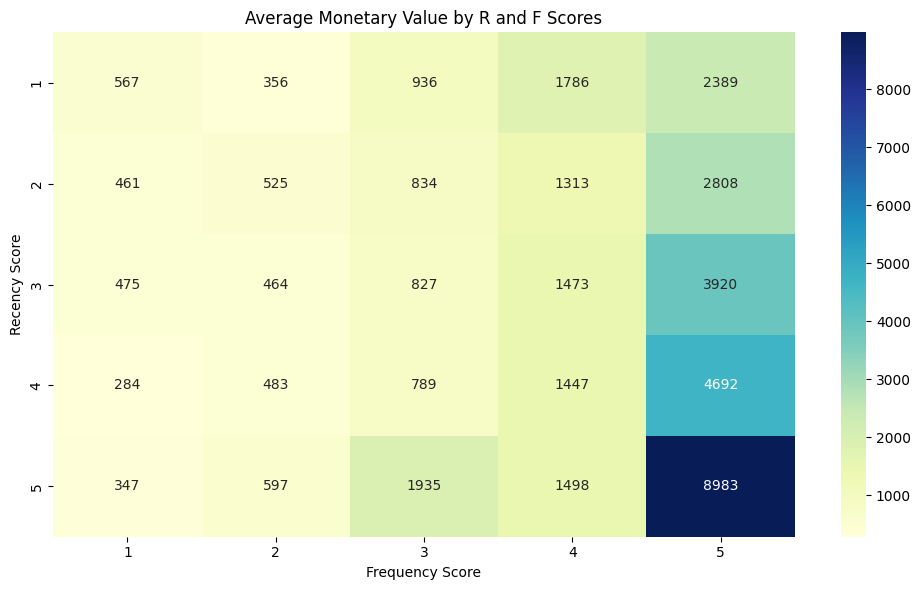 Average Monetary Value by R and F Scores
Recency Score
1 567 356 936 1786 2389
2 461 525 834 1313 2808
3 475 464 827 1473 3920
4 284 483 789 1447 4692
5 347 597 1935 1498 8983
1 2 3 4 5
Frequency Score
8000
7000
6000
5000
4000
3000
2000
1000